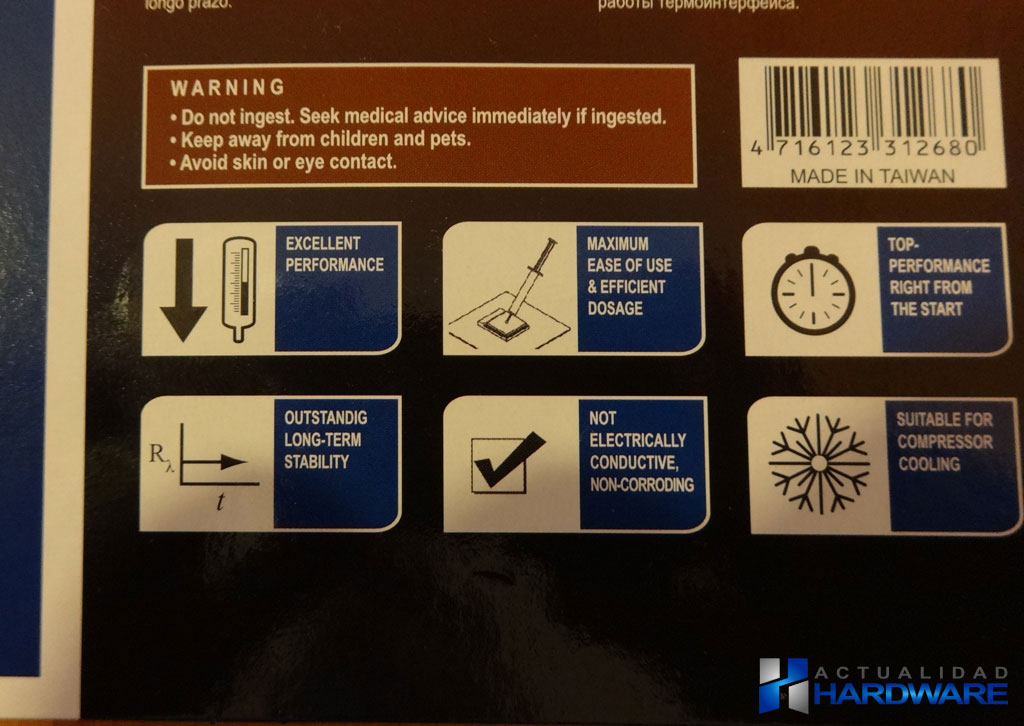 longo prazo.
работы термоинтерфейса.
WARNING
• Do not ingest. Seek medical advice immediately if ingested.
• Keep away from children and pets.
• Avoid skin or eye contact.
4 716123 312680
MADE IN TAIWAN
EXCELLENT
PERFORMANCE
MAXIMUM
EASE OF USE
& EFFICIENT
DOSAGE
TOP-
PERFORMANCE
RIGHT FROM
THE START
Rλ
t
OUTSTANDIG
LONG-TERM
STABILITY
NOT
ELECTRICALLY
CONDUCTIVE,
NON-CORRODING
SUITABLE FOR
COMPRESSOR
COOLING
ACTUALIDAD
HARDWARE